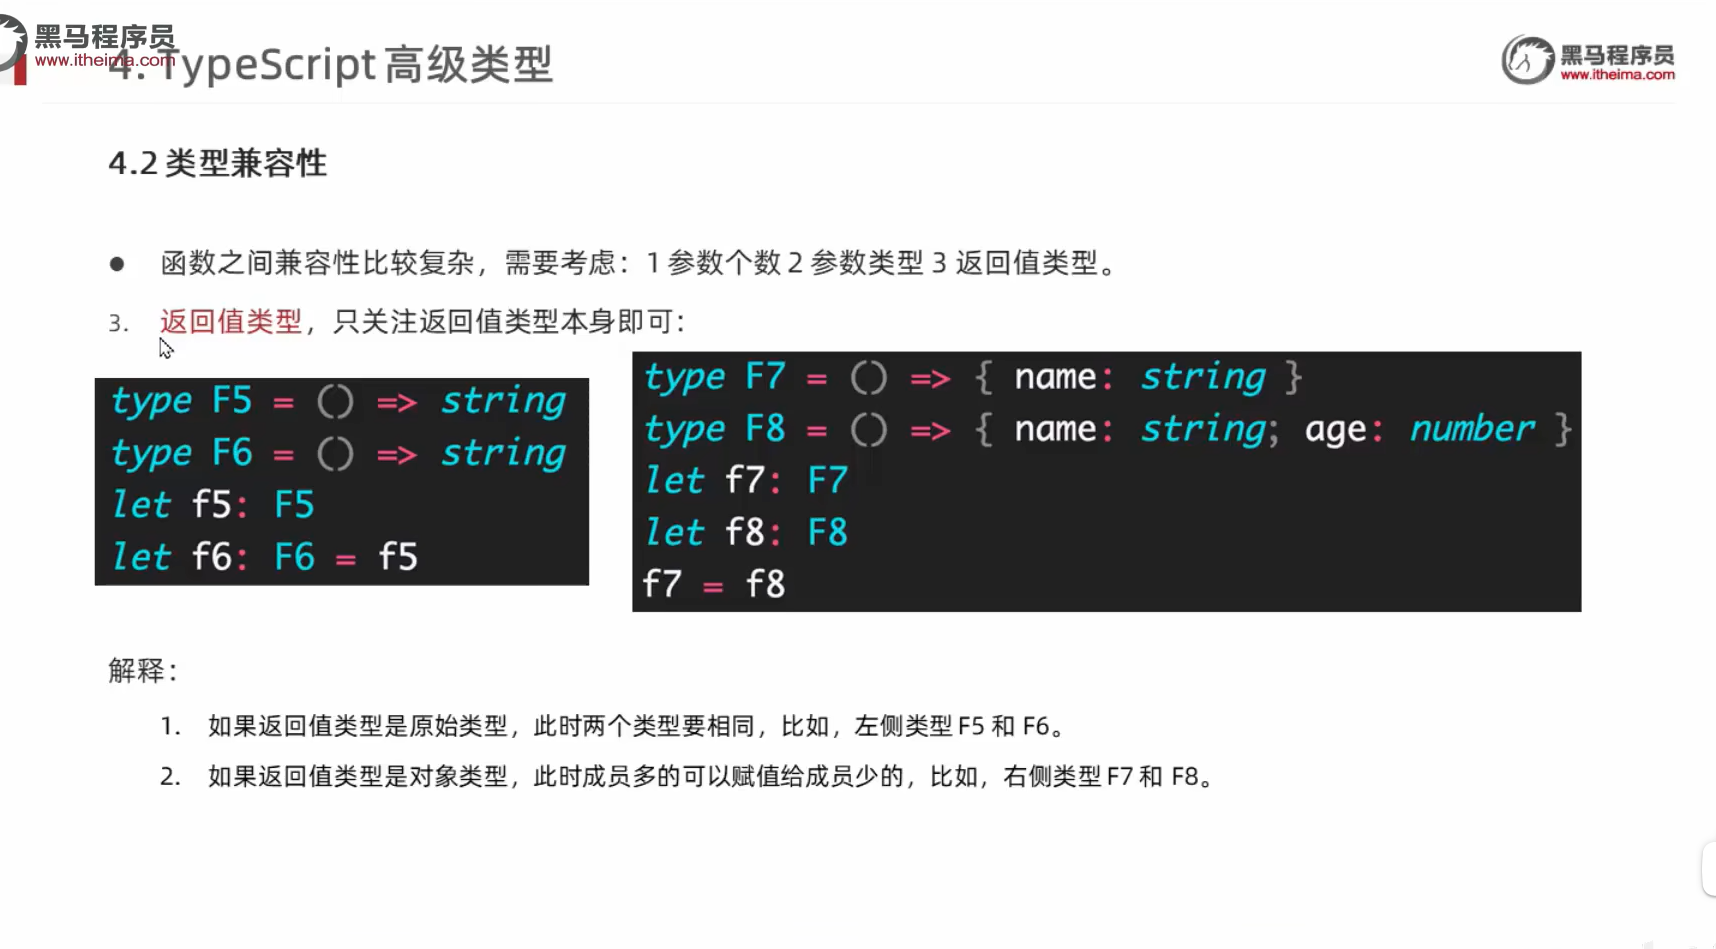 黑马程序员
www.itheima.com
4. TypeScript 高级类型
黑马程序员
www.itheima.com
4.2 类型兼容性
● 函数之间兼容性比较复杂，需要考虑：1 参数个数 2 参数类型 3 返回值类型。
3. 返回值类型，只关注返回值类型本身即可：
type F5 = () => string
type F6 = () => string
let f5: F5
let f6: F6 = f5
type F7 = () => { name: string }
type F8 = () => { name: string; age: number }
let f7: F7
let f8: F8
f7 = f8
解释：
1. 如果返回值类型是原始类型，此时两个类型要相同，比如，左侧类型 F5 和 F6。
2. 如果返回值类型是对象类型，此时成员多的可以赋值给成员少的，比如，右侧类型 F7 和 F8。